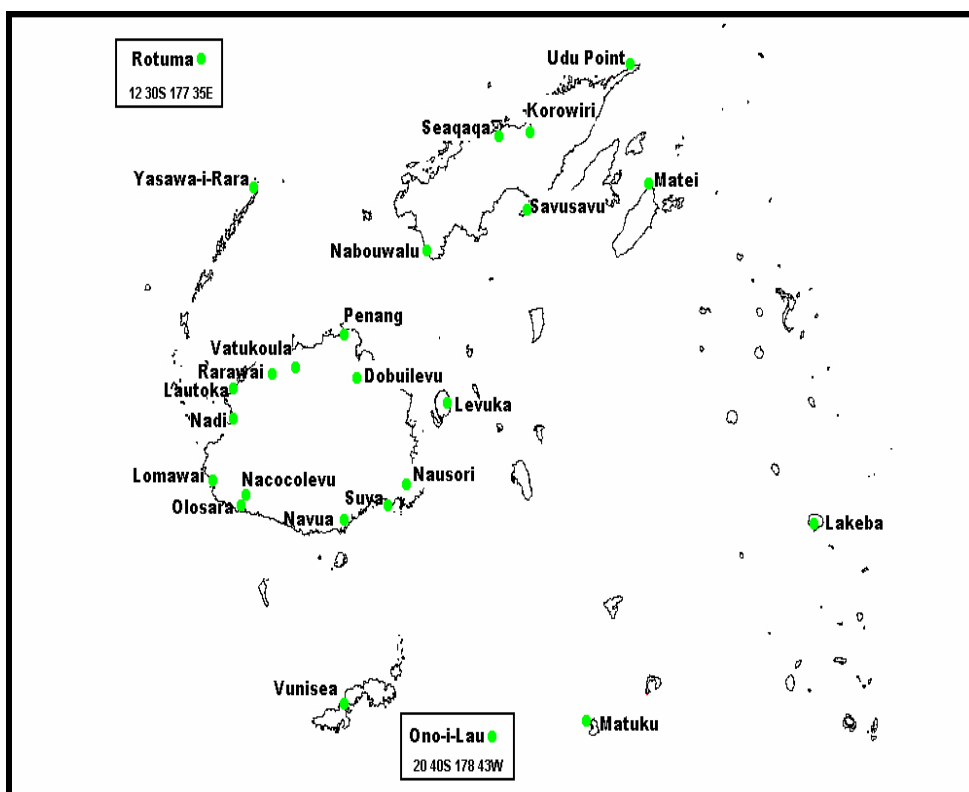 Rotuma
12 30S 177 35E
Udu Point
Korowiri
Seaqaqa
Yasawa-i-Rara
Matei
Savusavu
Nabouwalu
Penang
Vatukoula
Rarawai
Dobuilevu
Lautoka
Levuka
Nadi
Lomawai
Nacocolevu
Nausori
Olosara
Suva
Navua
Lakeba
Vunisea
Matuku
Ono-i-Lau
20 40S 178 43W